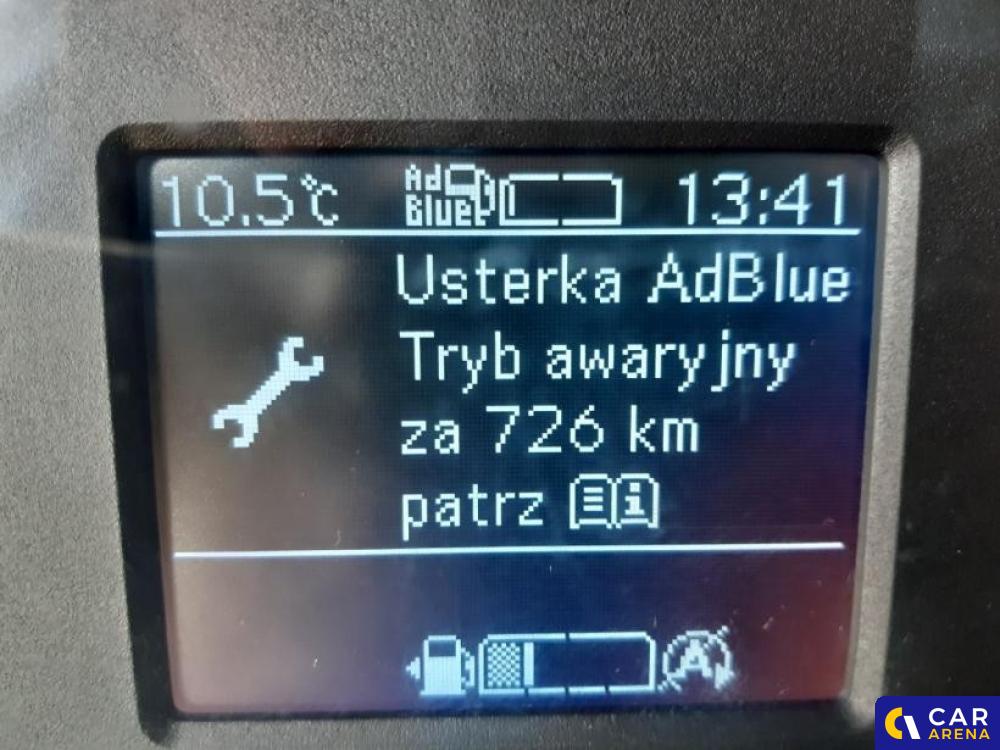 10.5°C Ad Blue 13:41
Usterka AdBlue
Tryb awaryjny
za 726 km
patrz
A
CAR
ARENA